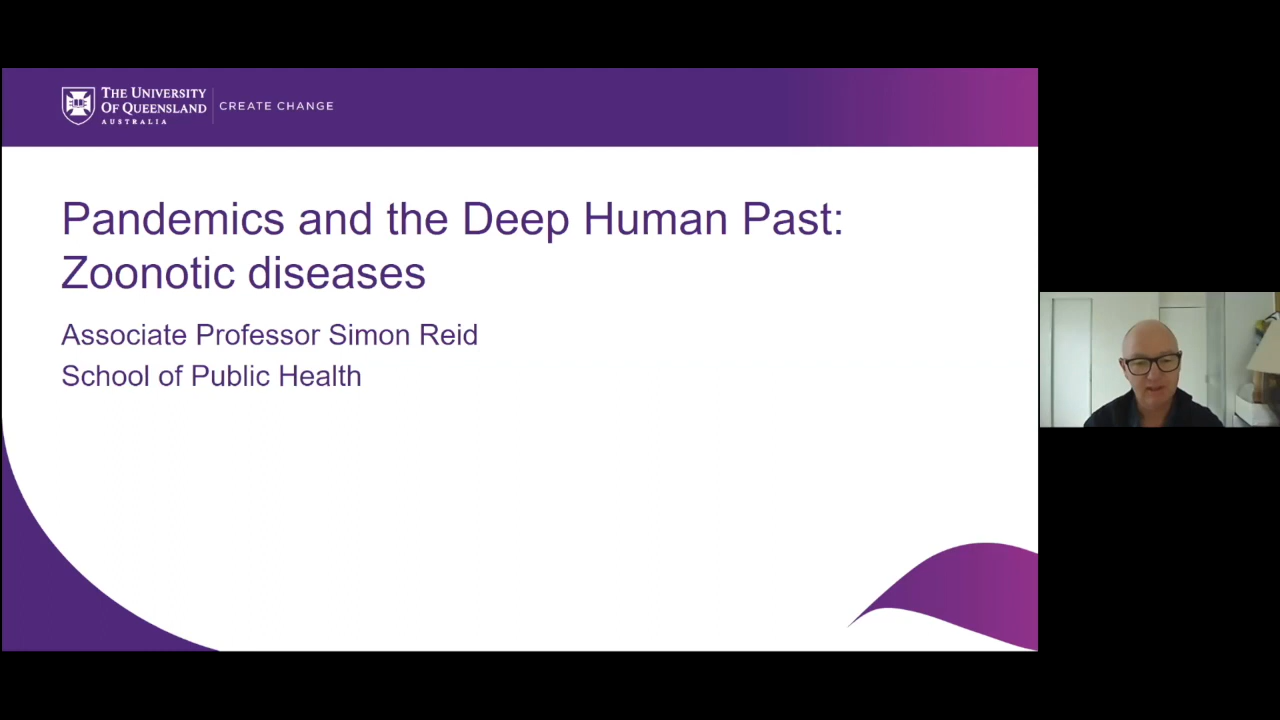 THE UNIVERSITY
OF QUEENSLAND
AUSTRALIA
CREATE CHANGE
Pandemics and the Deep Human Past:
Zoonotic diseases
Associate Professor Simon Reid
School of Public Health